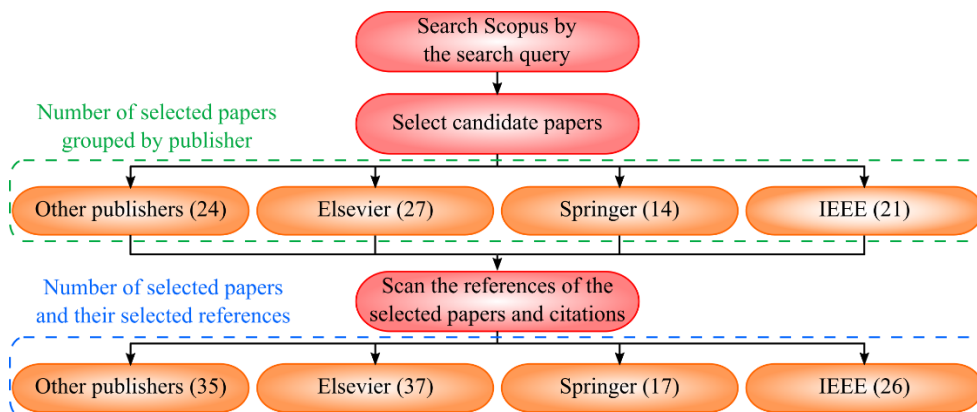 Search Scopus by
the search query
Number of selected papers
grouped by publisher
Select candidate papers
Other publishers (24)
Elsevier (27)
Springer (14)
IEEE (21)
Number of selected papers
and their selected references
Scan the references of the
selected papers and citations
Other publishers (35)
Elsevier (37)
Springer (17)
IEEE (26)